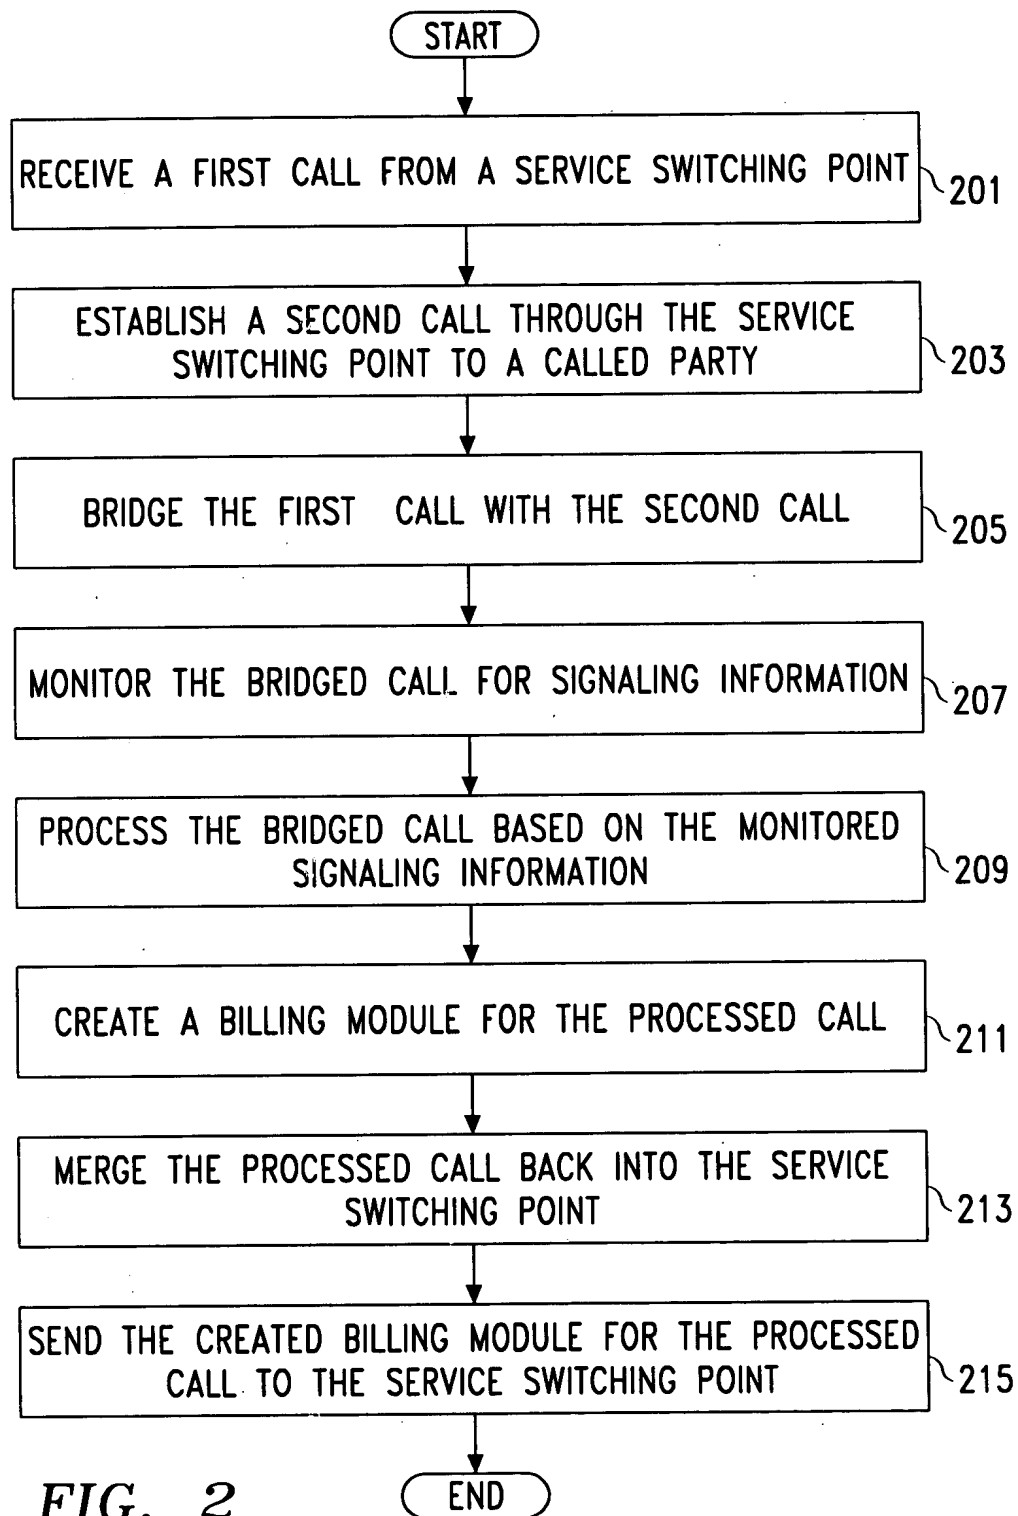 START
RECEIVE A FIRST CALL FROM A SERVICE SWITCHING POINT
201
ESTABLISH A SECOND CALL THROUGH THE SERVICE
SWITCHING POINT TO A CALLED PARTY
203
BRIDGE THE FIRST CALL WITH THE SECOND CALL
205
MONITOR THE BRIDGED CALL FOR SIGNALING INFORMATION
207
PROCESS THE BRIDGED CALL BASED ON THE MONITORED
SIGNALING INFORMATION
209
CREATE A BILLING MODULE FOR THE PROCESSED CALL
211
MERGE THE PROCESSED CALL BACK INTO THE SERVICE
SWITCHING POINT
213
SEND THE CREATED BILLING MODULE FOR THE PROCESSED
CALL TO THE SERVICE SWITCHING POINT
215
END
FIG. 2